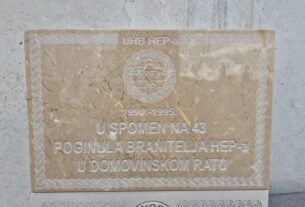 UHB HEP-a
1990.-1995.
U SPOMEN NA 43
POGINULA BRANITELJA HEP-a
U DOMOVINSKOM RATU